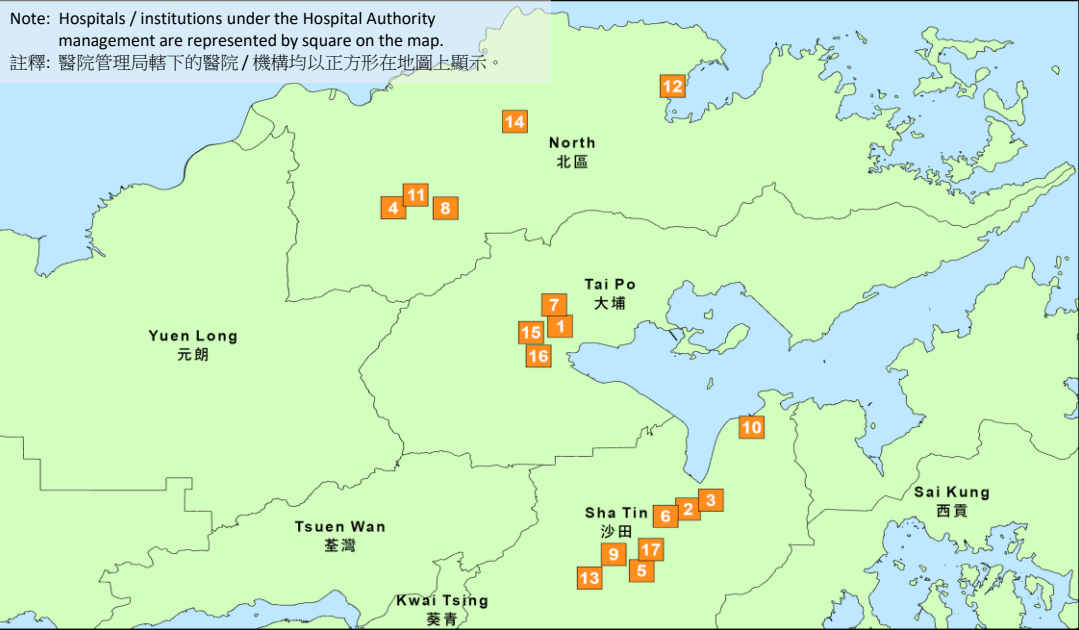 Note: Hospitals / institutions under the Hospital Authority
management are represented by square on the map.
註釋: 醫院管理局轄下的醫院/機構均以正方形在地圖上顯示。
12
14
North
北區
11
4
8
Tai Po
大埔
7
1
15
16
Yuen Long
元朗
10
Sai Kung
西貢
3
2
6
Sha Tin
沙田
Tsuen Wan
荃灣
17
9
5
13
Kwai Tsing
葵青